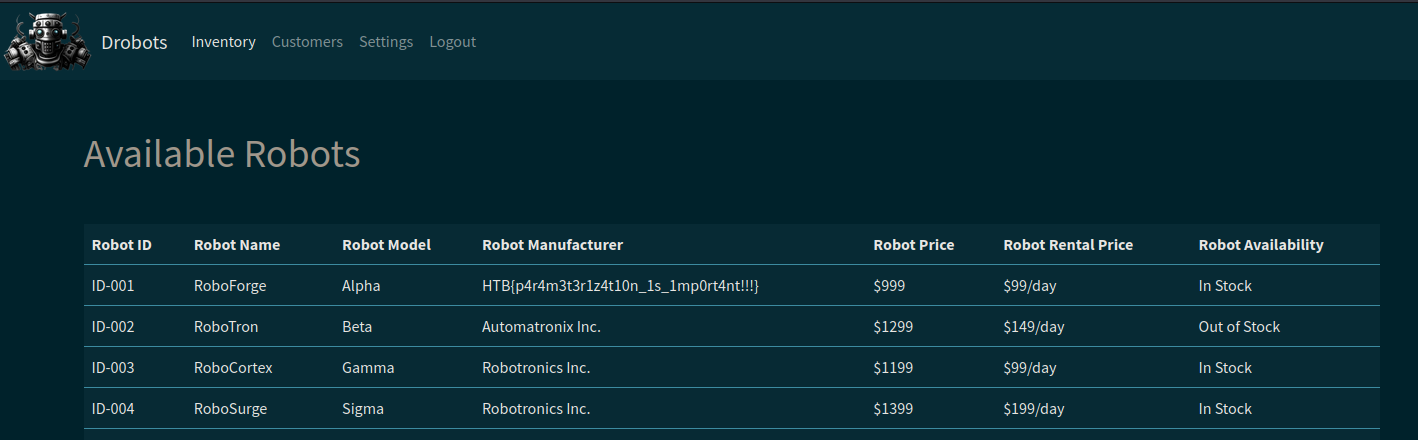 Drobots Inventory Customers Settings Logout
Available Robots
Robot ID Robot Name Robot Model Robot Manufacturer Robot Price Robot Rental Price Robot Availability
ID-001 RoboForge Alpha HTB{p4r4m3t3r1z4t10n_1s_1mp0rt4nt!!!} $999 $99/day In Stock
ID-002 RoboTron Beta Automatronix Inc. $1299 $149/day Out of Stock
ID-003 RoboCortex Gamma Robotronics Inc. $1199 $99/day In Stock
ID-004 RoboSurge Sigma Robotronics Inc. $1399 $199/day In Stock